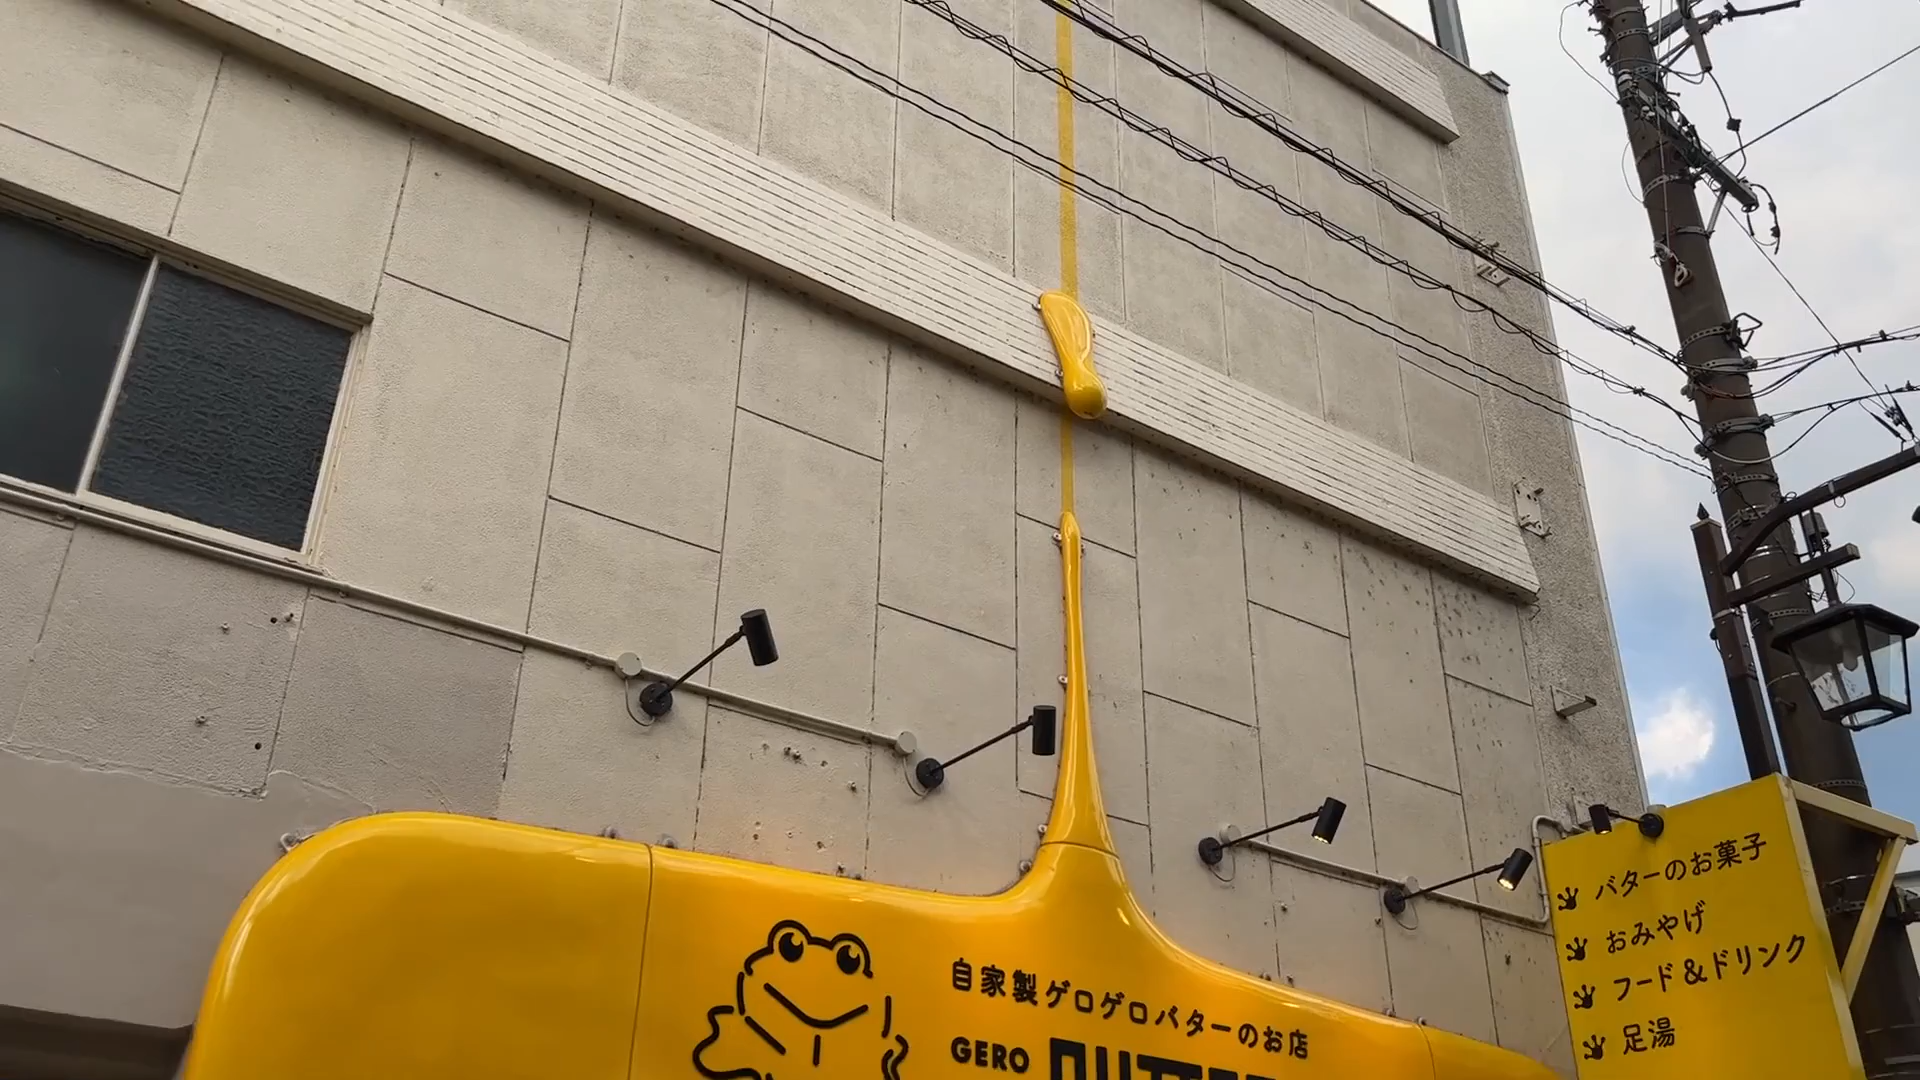 自家製ゲロゲロバターのお店
GERO
バターのお菓子
おみやげ
フード&ドリンク
足湯